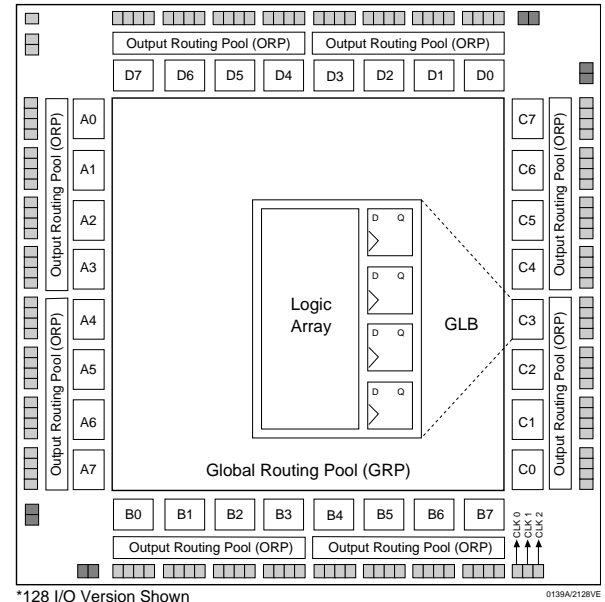 Output Routing Pool (ORP)
Output Routing Pool (ORP)
D7 D6 D5 D4 D3 D2 D1 D0
Output Routing Pool (ORP)
Output Routing Pool (ORP)
A0
A1
A2
A3
A4
A5
A6
A7
D Q
D Q
D Q
D Q
Logic
Array
GLB
Global Routing Pool (GRP)
C7
C6
C5
C4
C3
C2
C1
C0
Output Routing Pool (ORP)
Output Routing Pool (ORP)
B0 B1 B2 B3 B4 B5 B6 B7
Output Routing Pool (ORP)
Output Routing Pool (ORP)
CLK 0
CLK 1
CLK 2
*128 I/O Version Shown
0139A/2128VE